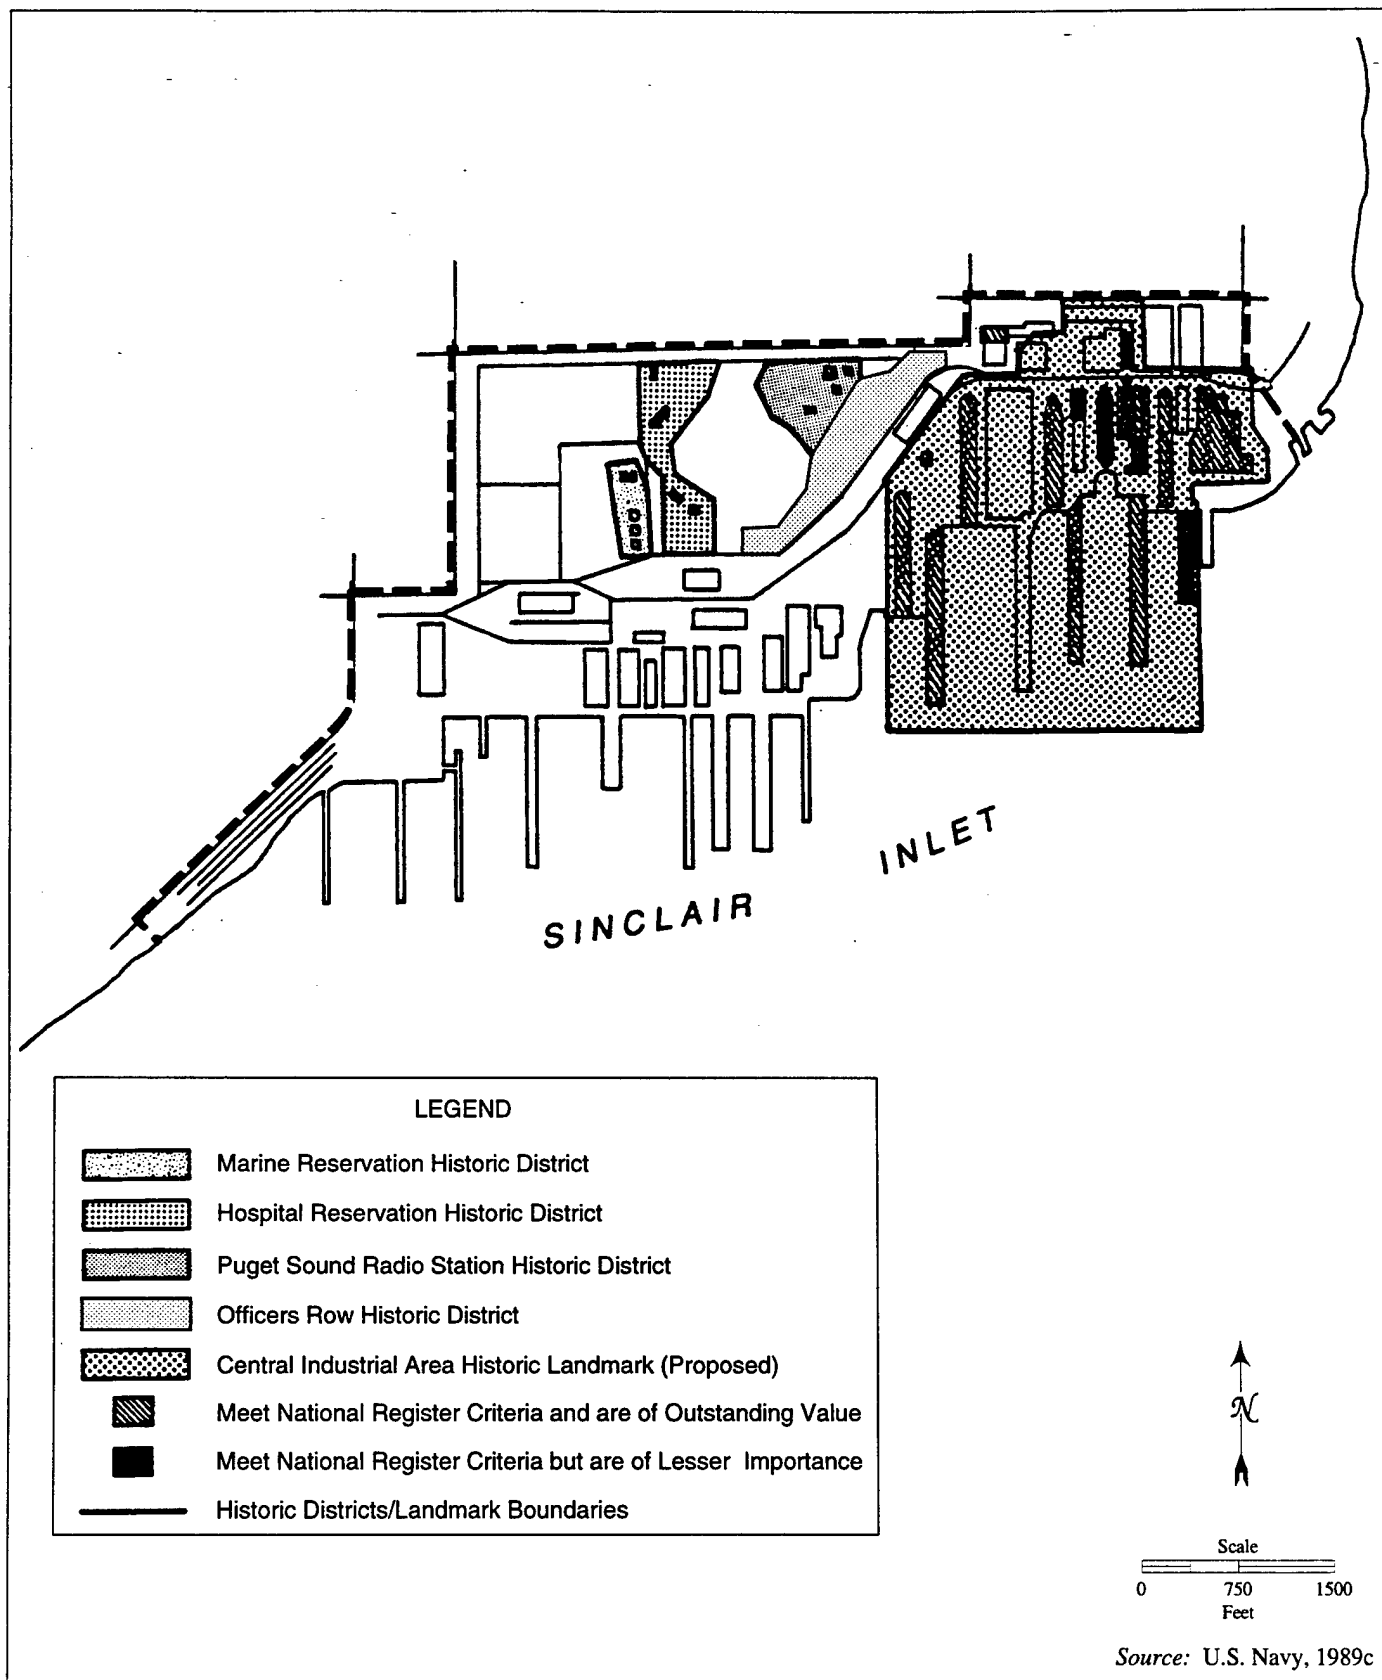 SINCLAIR INLET
LEGEND
Marine Reservation Historic District
Hospital Reservation Historic District
Puget Sound Radio Station Historic District
Officers Row Historic District
Central Industrial Area Historic Landmark (Proposed)
Meet National Register Criteria and are of Outstanding Value
Meet National Register Criteria but are of Lesser Importance
Historic Districts/Landmark Boundaries
N
Scale
0 750 1500
Feet
Source: U.S. Navy, 1989c